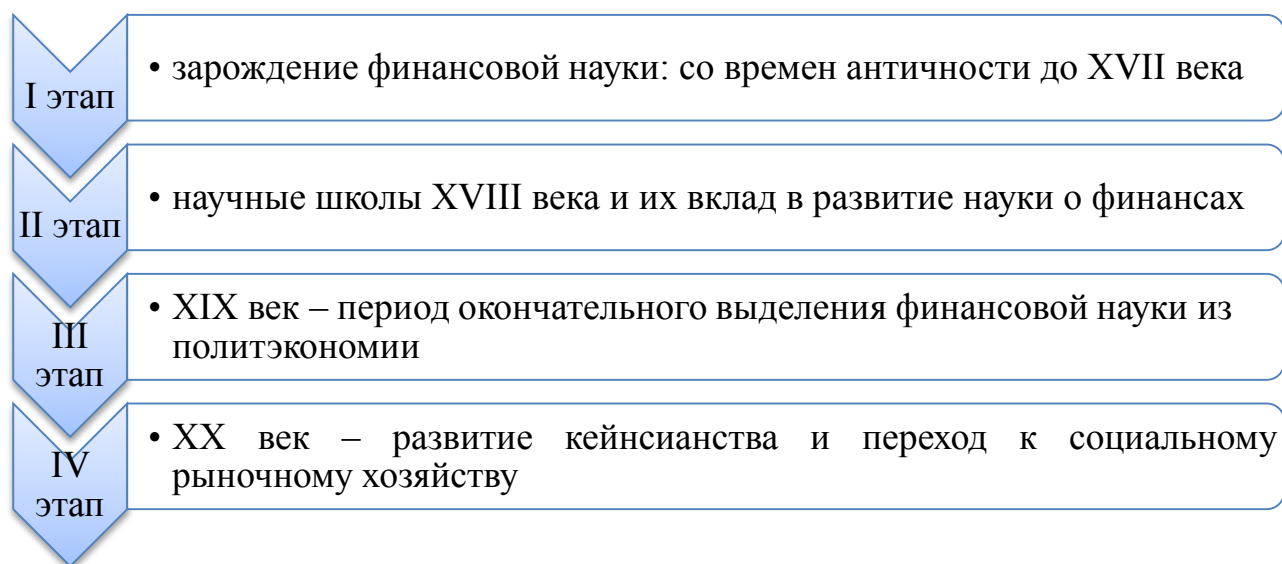 I этап
• зарождение финансовой науки: со времен античности до XVII века
II этап
• научные школы XVIII века и их вклад в развитие науки о финансах
III
этап
• XIX век – период окончательного выделения финансовой науки из
политэкономии
IV
этап
• XX век – развитие кейнсианства и переход к социальному
рыночному хозяйству